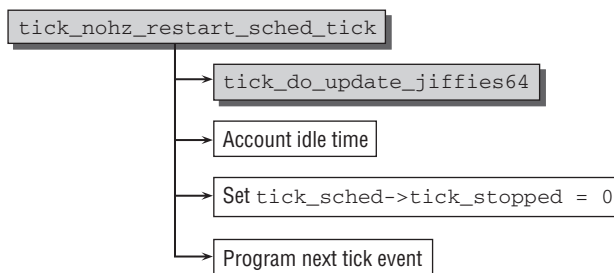 tick_nohz_restart_sched_tick
tick_do_update_jiffies64
Account idle time
Set tick_sched->tick_stopped = 0
Program next tick event